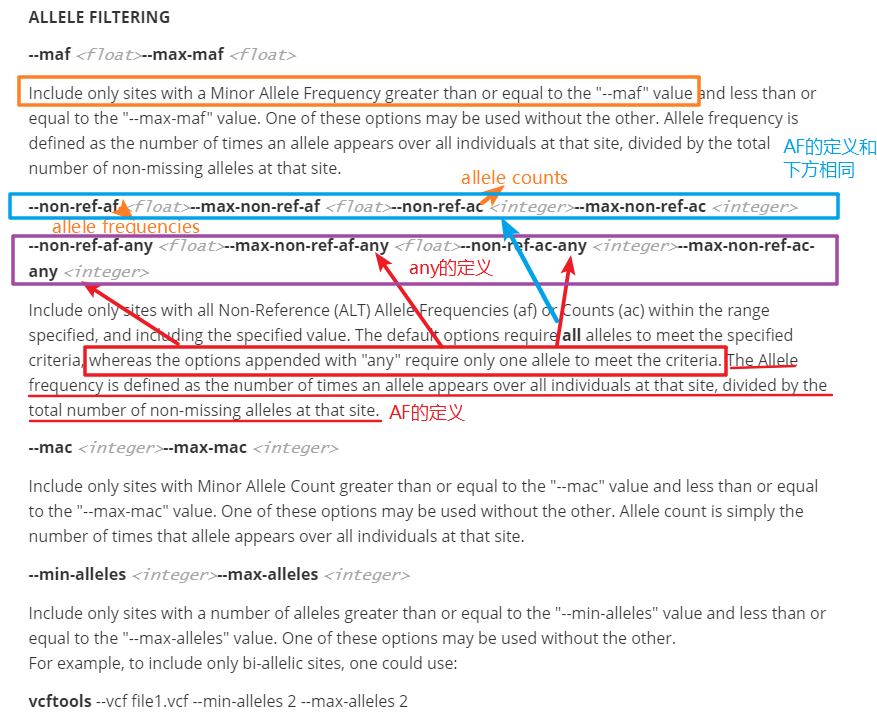 ALLELE FILTERING
--maf <float>--max-maf <float>
Include only sites with a Minor Allele Frequency greater than or equal to the "--maf" value and less than or
equal to the "--max-maf" value. One of these options may be used without the other. Allele frequency is
defined as the number of times an allele appears over all individuals at that site, divided by the total
number of non-missing alleles at that site.
AF的定义和
下方相同
allele counts
--non-ref-af <float>--max-non-ref-af <float>--non-ref-ac <integer>--max-non-ref-ac <integer>
allele frequencies
--non-ref-af-any <float>--max-non-ref-af-any <float>--non-ref-ac-any <integer>--max-non-ref-ac-
any <integer>
any的定义
Include only sites with all Non-Reference (ALT) Allele Frequencies (af) or Counts (ac) within the range
specified, and including the specified value. The default options require all alleles to meet the specified
criteria, whereas the options appended with "any" require only one allele to meet the criteria. The Allele
frequency is defined as the number of times an allele appears over all individuals at that site, divided by the
total number of non-missing alleles at that site. AF的定义
--mac <integer>--max-mac <integer>
Include only sites with Minor Allele Count greater than or equal to the "--mac" value and less than or equal
to the "--max-mac" value. One of these options may be used without the other. Allele count is simply the
number of times that allele appears over all individuals at that site.
--min-alleles <integer>--max-alleles <integer>
Include only sites with a number of alleles greater than or equal to the "--min-alleles" value and less than or
equal to the "--max-alleles" value. One of these options may be used without the other.
For example, to include only bi-allelic sites, one could use:
vcftools --vcf file1.vcf --min-alleles 2 --max-alleles 2